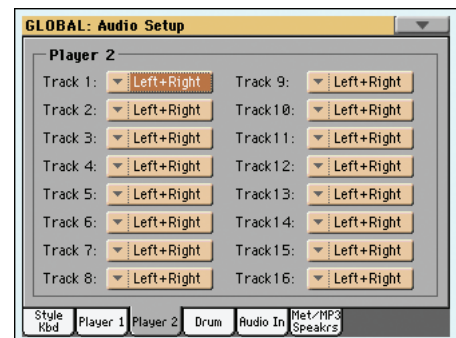 GLOBAL: Audio Setup
Player 2
Track 1: Left+Right Track 9: Left+Right
Track 2: Left+Right Track10: Left+Right
Track 3: Left+Right Track11: Left+Right
Track 4: Left+Right Track12: Left+Right
Track 5: Left+Right Track13: Left+Right
Track 6: Left+Right Track14: Left+Right
Track 7: Left+Right Track15: Left+Right
Track 8: Left+Right Track16: Left+Right
Style Kbd Player 1 Player 2 Drum Audio In Met/MP3 Speakrs